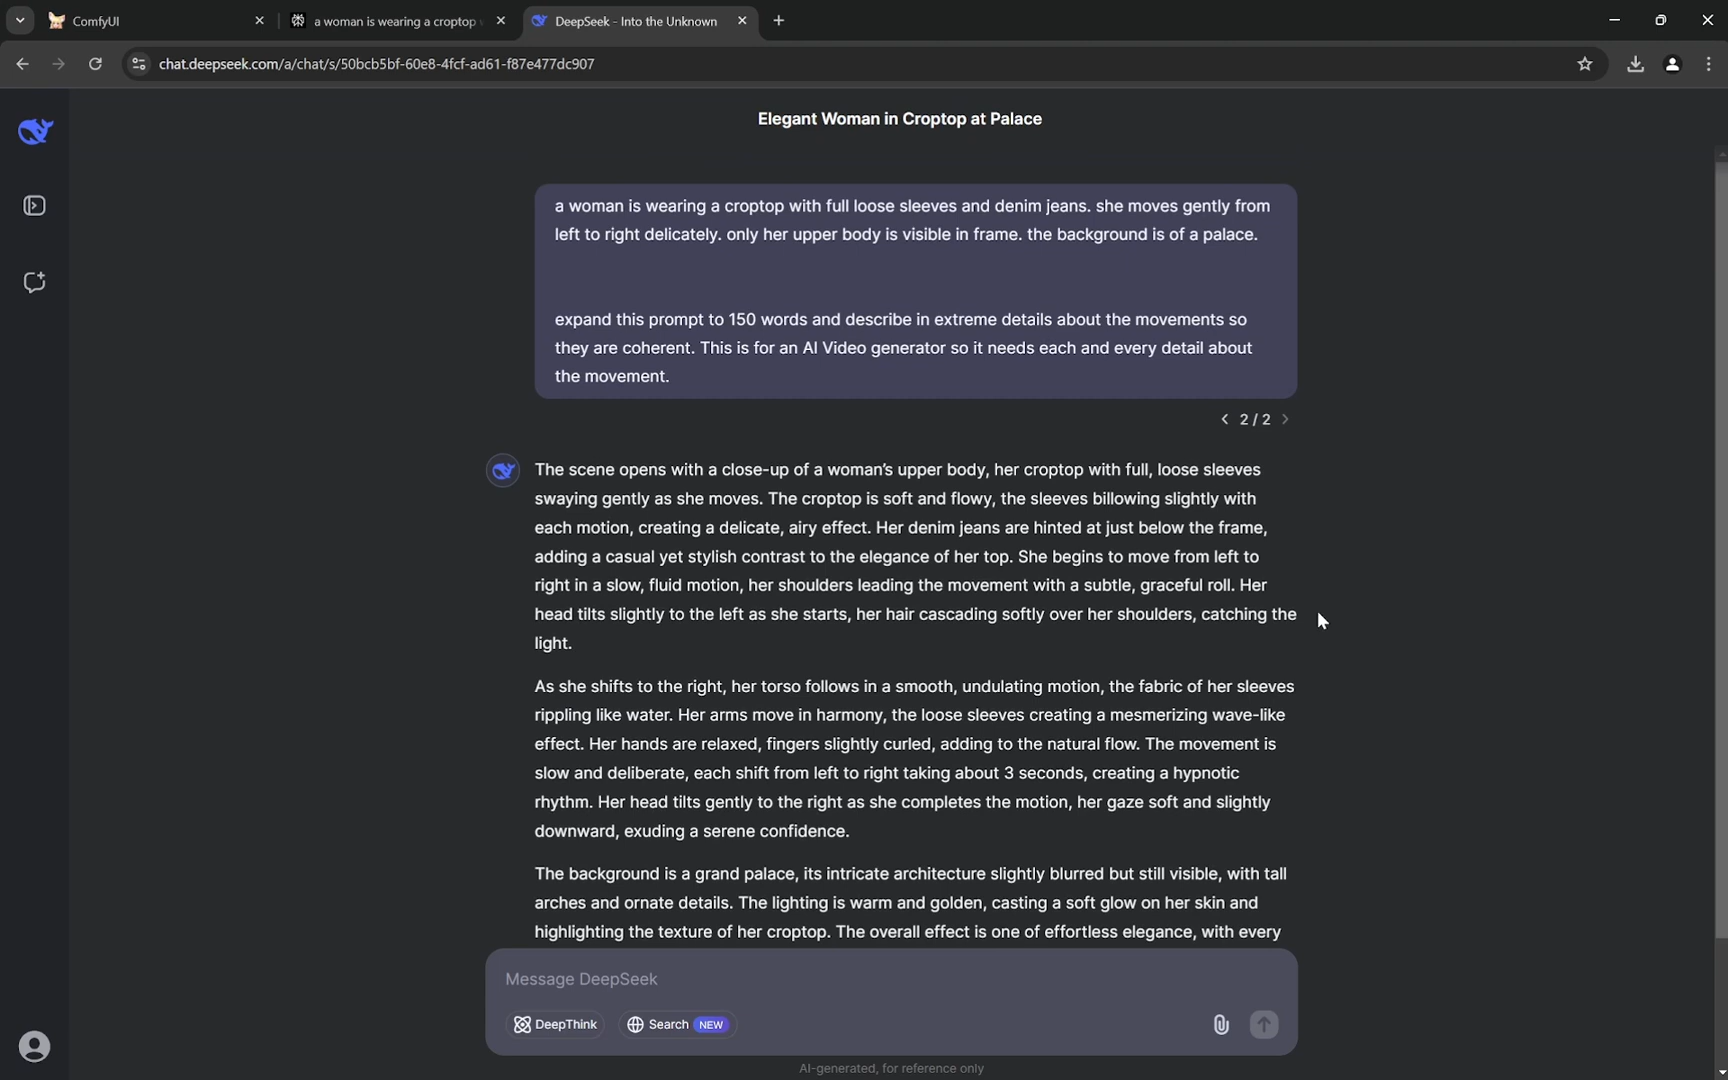 ComfyUI
a woman is wearing a croptop
DeepSeek - Into the Unknown
chat.deepseek.com/a/chat/s/50bcb5bf-60e8-4fcf-ad61-f87e477dc907
Elegant Woman in Croptop at Palace
a woman is wearing a croptop with full loose sleeves and denim jeans. she moves gently from
left to right delicately. only her upper body is visible in frame. the background is of a palace.
expand this prompt to 150 words and describe in extreme details about the movements so
they are coherent. This is for an AI Video generator so it needs each and every detail about
the movement.
2 / 2
The scene opens with a close-up of a woman's upper body, her croptop with full, loose sleeves
swaying gently as she moves. The croptop is soft and flowy, the sleeves billowing slightly with
each motion, creating a delicate, airy effect. Her denim jeans are hinted at just below the frame,
adding a casual yet stylish contrast to the elegance of her top. She begins to move from left to
right in a slow, fluid motion, her shoulders leading the movement with a subtle, graceful roll. Her
head tilts slightly to the left as she starts, her hair cascading softly over her shoulders, catching the
light.
As she shifts to the right, her torso follows in a smooth, undulating motion, the fabric of her sleeves
rippling like water. Her arms move in harmony, the loose sleeves creating a mesmerizing wave-like
effect. Her hands are relaxed, fingers slightly curled, adding to the natural flow. The movement is
slow and deliberate, each shift from left to right taking about 3 seconds, creating a hypnotic
rhythm. Her head tilts gently to the right as she completes the motion, her gaze soft and slightly
downward, exuding a serene confidence.
The background is a grand palace, its intricate architecture slightly blurred but still visible, with tall
arches and ornate details. The lighting is warm and golden, casting a soft glow on her skin and
highlighting the texture of her croptop. The overall effect is one of effortless elegance, with every
Message DeepSeek
DeepThink
Search NEW
AI-generated, for reference only